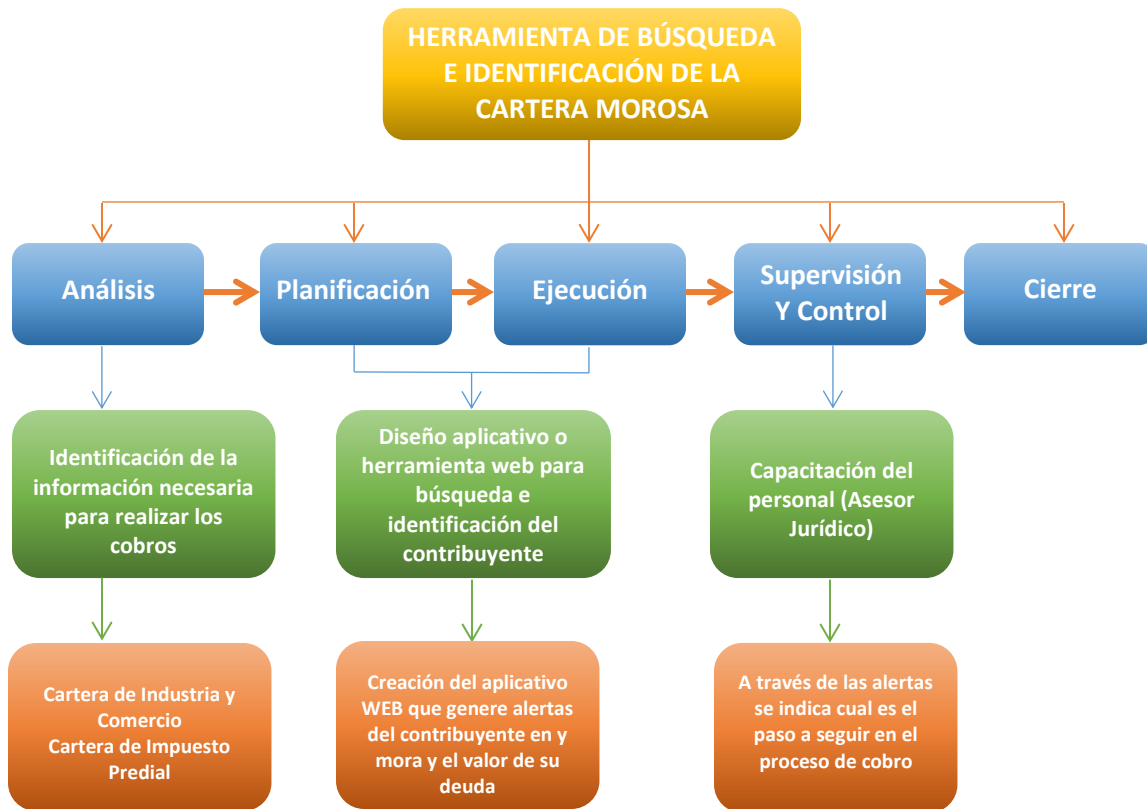 HERRAMIENTA DE BÚSQUEDA
E IDENTIFICACIÓN DE LA
CARTERA MOROSA
Análisis
Planificación
Ejecución
Supervisión
Y Control
Cierre
Identificación de la
información necesaria
para realizar los
cobros
Diseño aplicativo o
herramienta web para
búsqueda e
identificación del
contribuyente
Capacitación del
personal (Asesor
Jurídico)
Cartera de Industria y
Comercio
Cartera de Impuesto
Predial
Creación del aplicativo
WEB que genere alertas
del contribuyente en y
mora y el valor de su
deuda
A través de las alertas
se indica cual es el
paso a seguir en el
proceso de cobro